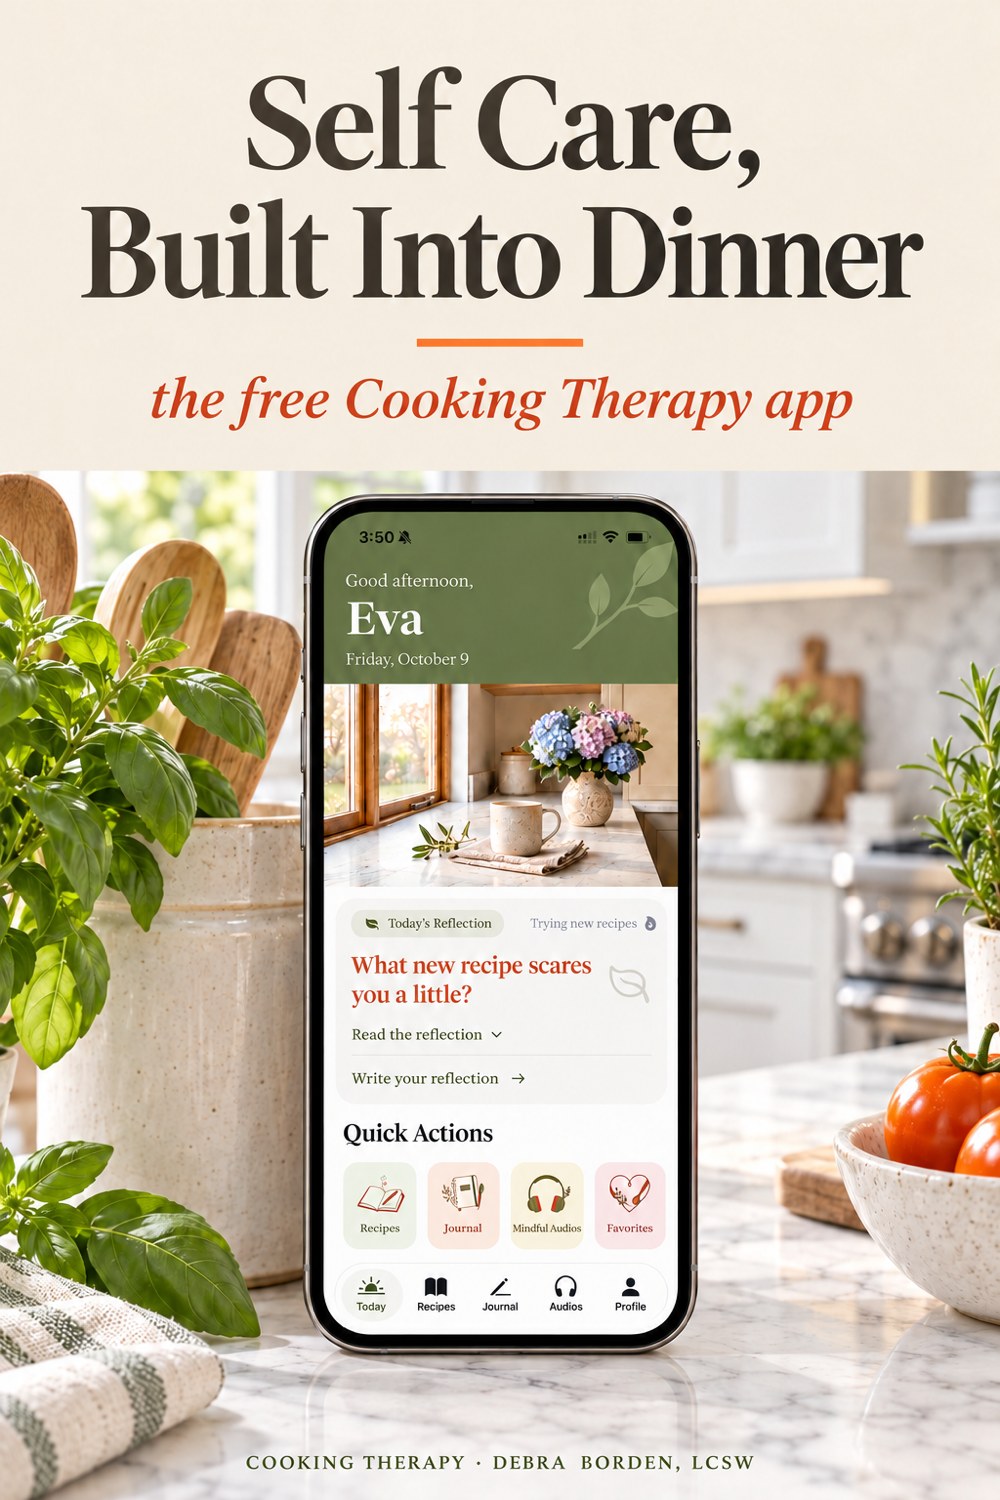 Self Care,
Built Into Dinner
the free Cooking Therapy app
3:50
Good afternoon,
Eva
Friday, October 9
Today's Reflection
Trying new recipes
What new recipe scares
you a little?
Read the reflection
Write your reflection
Quick Actions
Recipes
Journal
Mindful Audios
Favorites
Today
Recipes
Journal
Audios
Profile
COOKING THERAPY · DEBRA BORDEN, LCSW